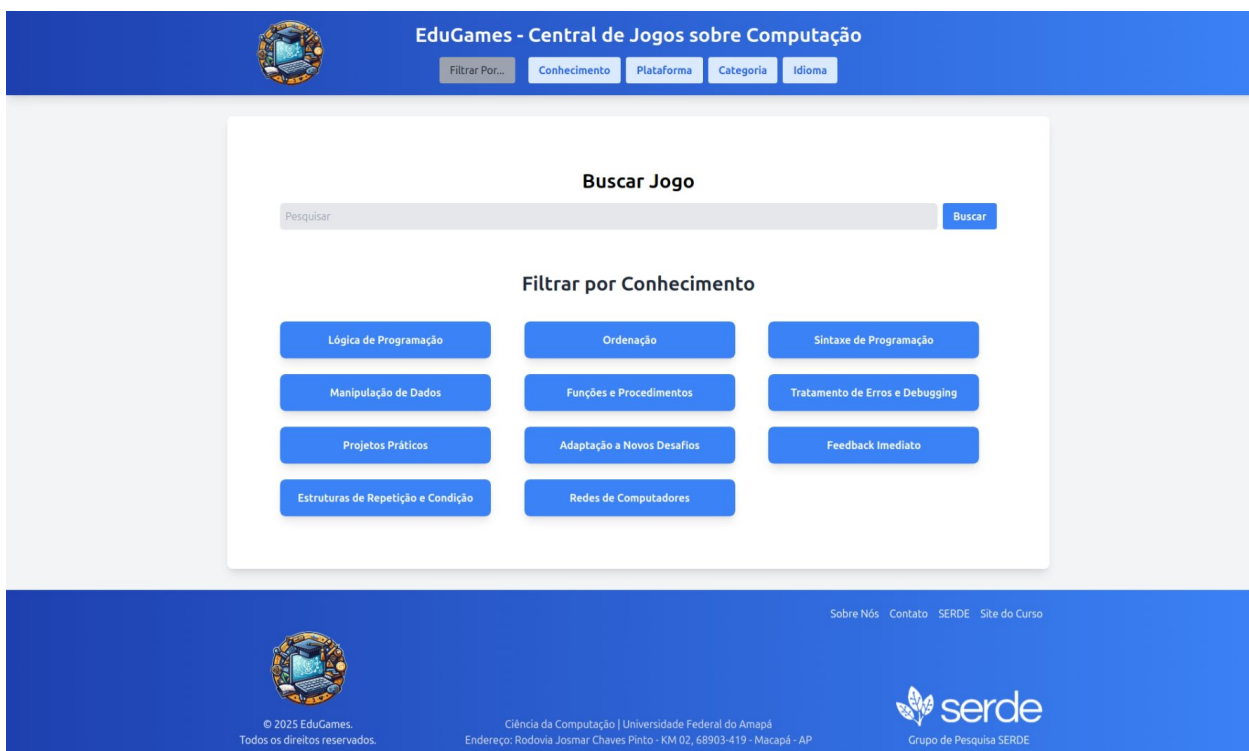 EduGames - Central de Jogos sobre Computação
Filtrar Por... Conhecimento Plataforma Categoria Idioma
Buscar Jogo
Pesquisar Buscar
Filtrar por Conhecimento
Lógica de Programação Ordenação Sintaxe de Programação
Manipulação de Dados Funções e Procedimentos Tratamento de Erros e Debugging
Projetos Práticos Adaptação a Novos Desafios Feedback Imediato
Estruturas de Repetição e Condição Redes de Computadores
Sobre Nós Contato SERDE Site do Curso
serde
© 2025 EduGames. Ciência da Computação | Universidade Federal do Amapá
Todos os direitos reservados. Endereço: Rodovia Josmar Chaves Pinto - KM 02, 68903-419 - Macapá - AP Grupo de Pesquisa SERDE